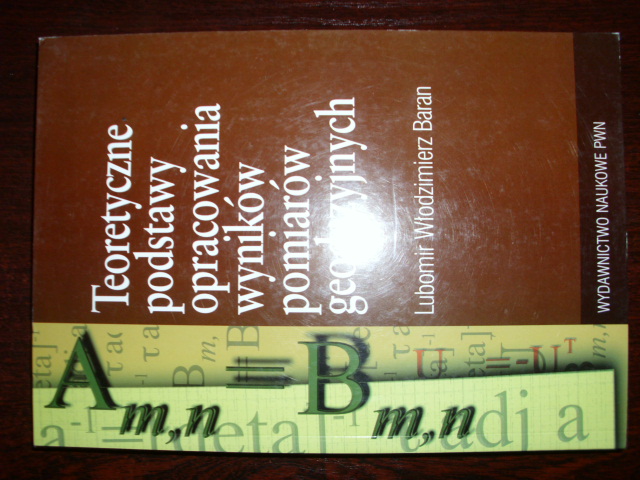 Teoretyczne
podstawy
opracowania
wyników
pomiarów
geodezyjnych
Lubomir Włodzimierz Baran
WYDAWNICTWO NAUKOWE PWN
A m,n = B m,n